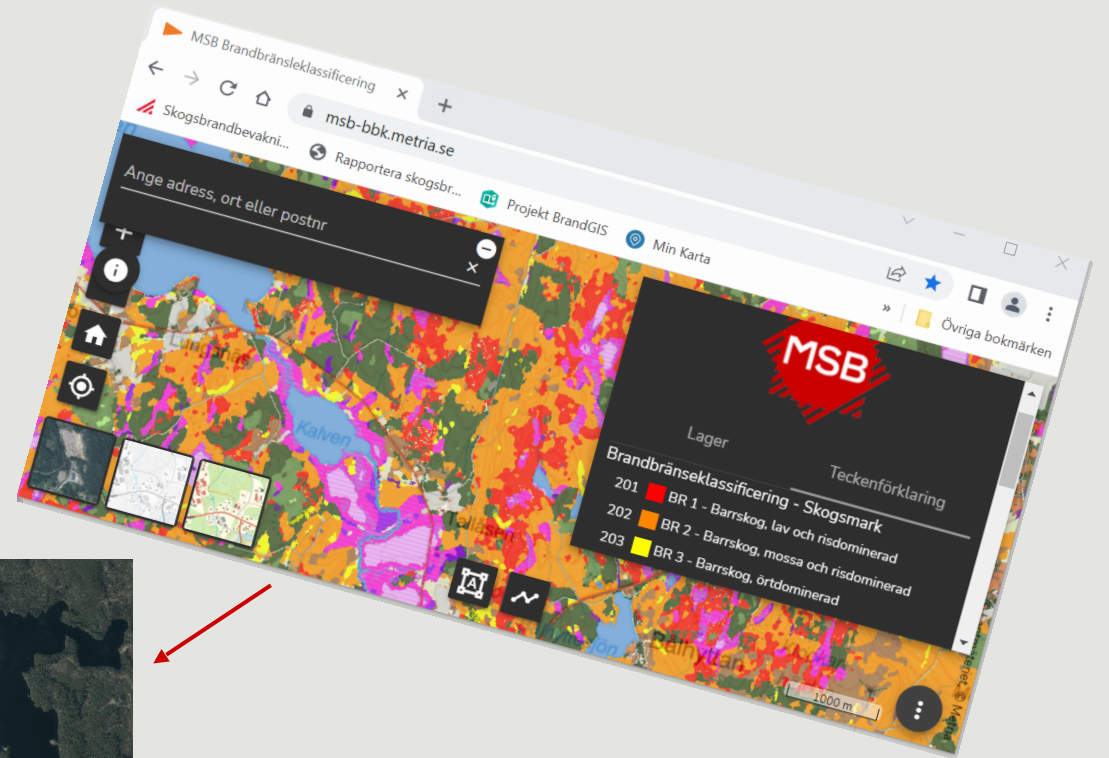 MSB Brandbränsleklassificering
msb-bbk.metria.se
Skogsbrandbevakni...
Rapportera skogsbr...
Projekt BrandGIS
Min Karta
»
Övriga bokmärken
Ange adress, ort eller postnr
Kalven
MSB
Lager
Teckenförklaring
Brandbränseklassificering - Skogsmark
201 BR 1 - Barrskog, lav och risdominerad
202 BR 2 - Barrskog, mossa och risdominerad
203 BR 3 - Barrskog, örtdominerad
A
Bålhyttan
1000 m